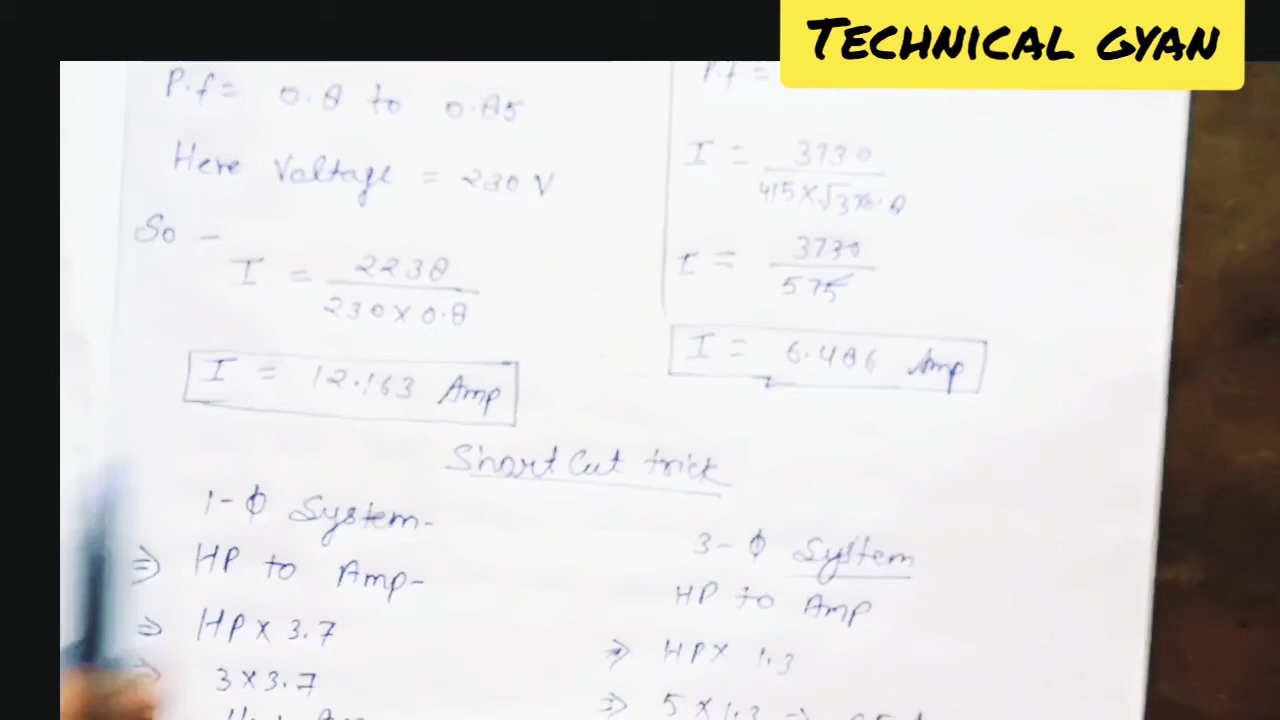 TECHNICAL GYAN
P.f = 0.8 to 0.85
Here Voltage = 230 V
So -
I = 2238 / 230 x 0.8
I = 12.163 Amp
P.f =
I = 3730 / 415 x √3 x 0.8
I = 3730 / 575
I = 6.486 Amp
Short Cut trick
1-ϕ System-
⇒ HP to Amp-
⇒ HP x 3.7
3 x 3.7
3-ϕ System
HP to Amp
⇒ HP x 1.3
⇒ 5 x 1.3 ⇒